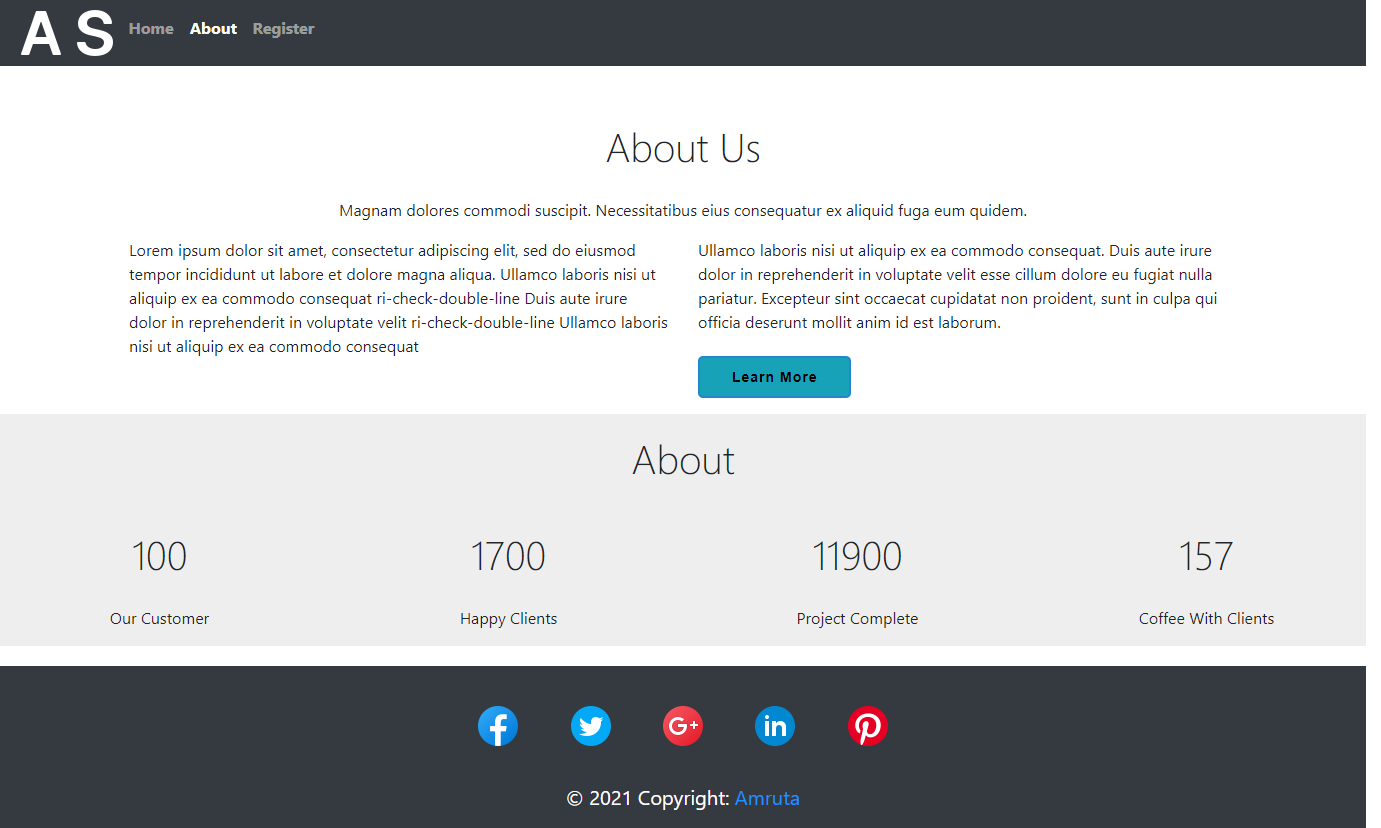 A S Home About Register
About Us
Magnam dolores commodi suscipit. Necessitatibus eius consequatur ex aliquid fuga eum quidem.
Lorem ipsum dolor sit amet, consectetur adipiscing elit, sed do eiusmod
tempor incididunt ut labore et dolore magna aliqua. Ullamco laboris nisi ut
aliquip ex ea commodo consequat ri-check-double-line Duis aute irure
dolor in reprehenderit in voluptate velit ri-check-double-line Ullamco laboris
nisi ut aliquip ex ea commodo consequat
Ullamco laboris nisi ut aliquip ex ea commodo consequat. Duis aute irure
dolor in reprehenderit in voluptate velit esse cillum dolore eu fugiat nulla
pariatur. Excepteur sint occaecat cupidatat non proident, sunt in culpa qui
officia deserunt mollit anim id est laborum.
Learn More
About
100 1700 11900 157
Our Customer Happy Clients Project Complete Coffee With Clients
© 2021 Copyright: Amruta